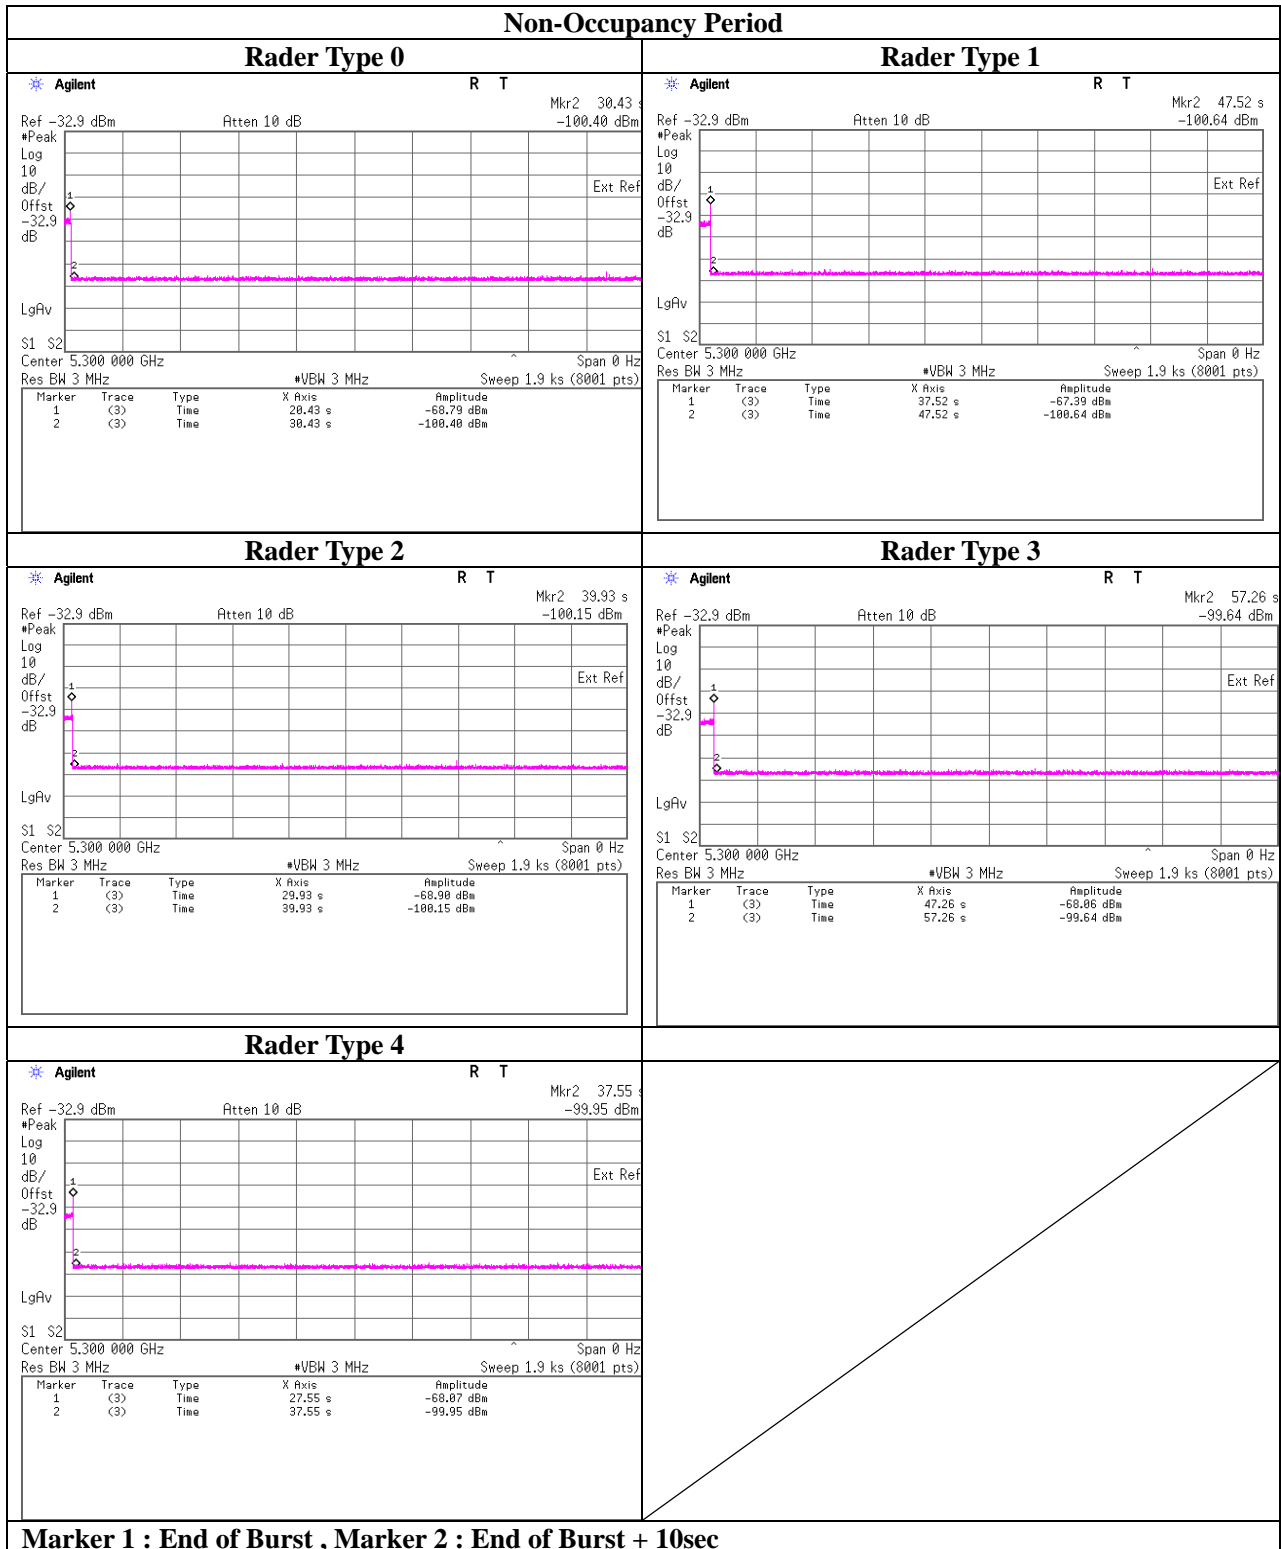 Non-Occupancy Period
Rader Type 0
Agilent
R T
Mkr2 30.43 s
Ref -32.9 dBm Atten 10 dB -100.40 dBm
#Peak
Log
10
dB/
Offst
-32.9
dB
Ext Ref
1
2
LgAv
S1 S2
Center 5.300 000 GHz Span 0 Hz
Res BW 3 MHz #VBW 3 MHz Sweep 1.9 ks (8001 pts)
Marker Trace Type X Axis Amplitude
1 (3) Time 20.43 s -68.79 dBm
2 (3) Time 30.43 s -100.40 dBm
Rader Type 1
Agilent
R T
Mkr2 47.52 s
Ref -32.9 dBm Atten 10 dB -100.64 dBm
#Peak
Log
10
dB/
Offst
-32.9
dB
Ext Ref
1
2
LgAv
S1 S2
Center 5.300 000 GHz Span 0 Hz
Res BW 3 MHz #VBW 3 MHz Sweep 1.9 ks (8001 pts)
Marker Trace Type X Axis Amplitude
1 (3) Time 37.52 s -67.39 dBm
2 (3) Time 47.52 s -100.64 dBm
Rader Type 2
Agilent
R T
Mkr2 39.93 s
Ref -32.9 dBm Atten 10 dB -100.15 dBm
#Peak
Log
10
dB/
Offst
-32.9
dB
Ext Ref
1
2
LgAv
S1 S2
Center 5.300 000 GHz Span 0 Hz
Res BW 3 MHz #VBW 3 MHz Sweep 1.9 ks (8001 pts)
Marker Trace Type X Axis Amplitude
1 (3) Time 29.93 s -68.90 dBm
2 (3) Time 39.93 s -100.15 dBm
Rader Type 3
Agilent
R T
Mkr2 57.26 s
Ref -32.9 dBm Atten 10 dB -99.64 dBm
#Peak
Log
10
dB/
Offst
-32.9
dB
Ext Ref
1
2
LgAv
S1 S2
Center 5.300 000 GHz Span 0 Hz
Res BW 3 MHz #VBW 3 MHz Sweep 1.9 ks (8001 pts)
Marker Trace Type X Axis Amplitude
1 (3) Time 47.26 s -68.06 dBm
2 (3) Time 57.26 s -99.64 dBm
Rader Type 4
Agilent
R T
Mkr2 37.55 s
Ref -32.9 dBm Atten 10 dB -99.95 dBm
#Peak
Log
10
dB/
Offst
-32.9
dB
Ext Ref
1
2
LgAv
S1 S2
Center 5.300 000 GHz Span 0 Hz
Res BW 3 MHz #VBW 3 MHz Sweep 1.9 ks (8001 pts)
Marker Trace Type X Axis Amplitude
1 (3) Time 27.55 s -68.07 dBm
2 (3) Time 37.55 s -99.95 dBm
Marker 1 : End of Burst , Marker 2 : End of Burst + 10sec